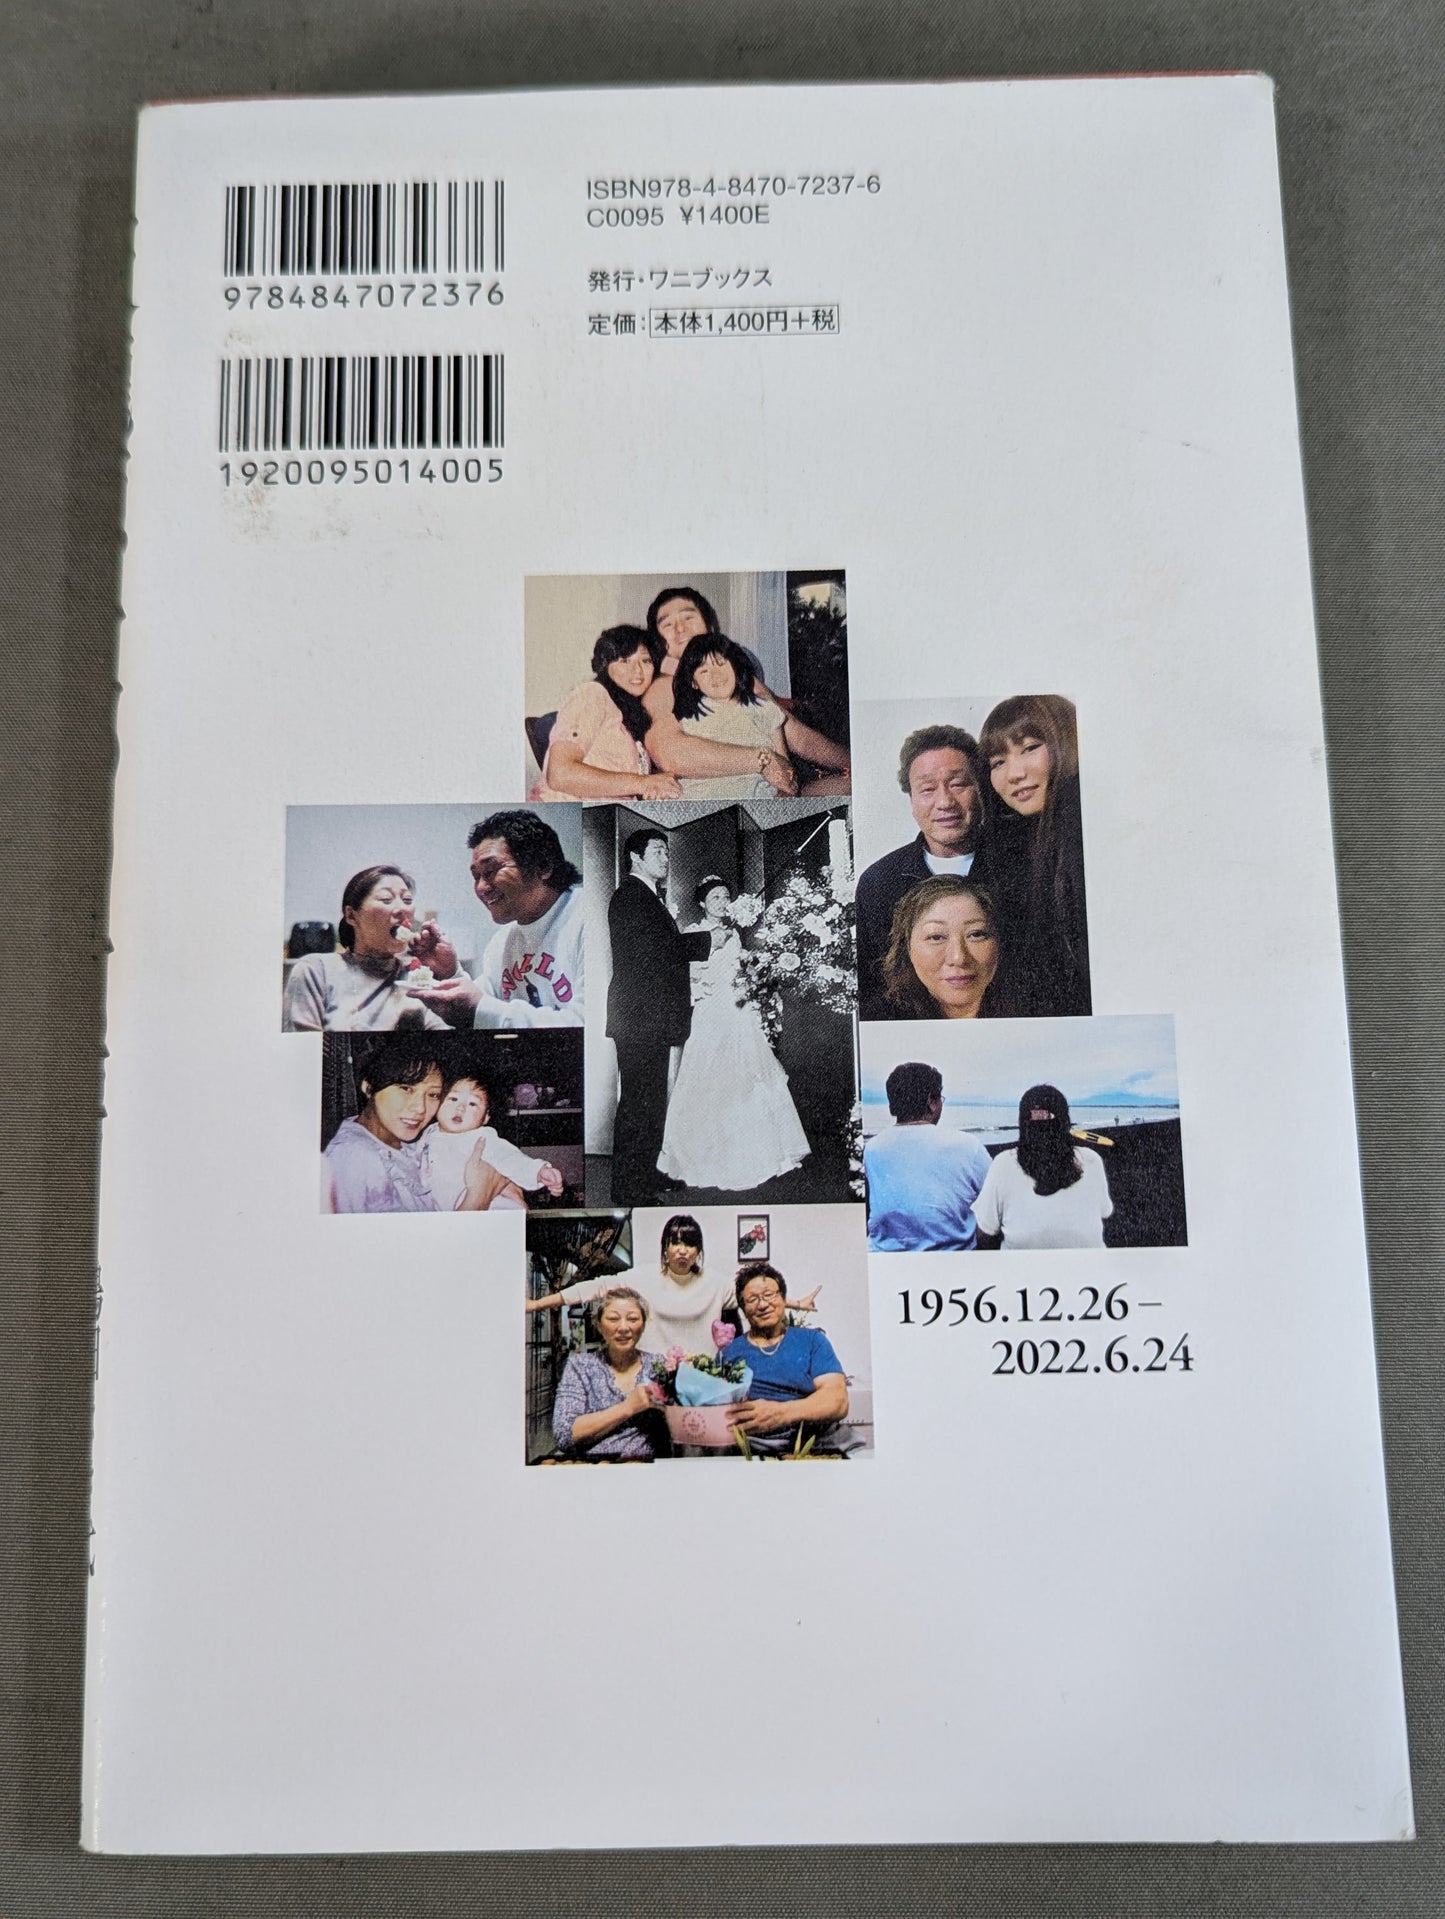 ISBN978-4-8470-7237-6
C0095 ¥1400E
発行・ワニブックス
定価：本体1,400円＋税
9784847072376
1920095014005
WORLD
1956.12.26–
2022.6.24